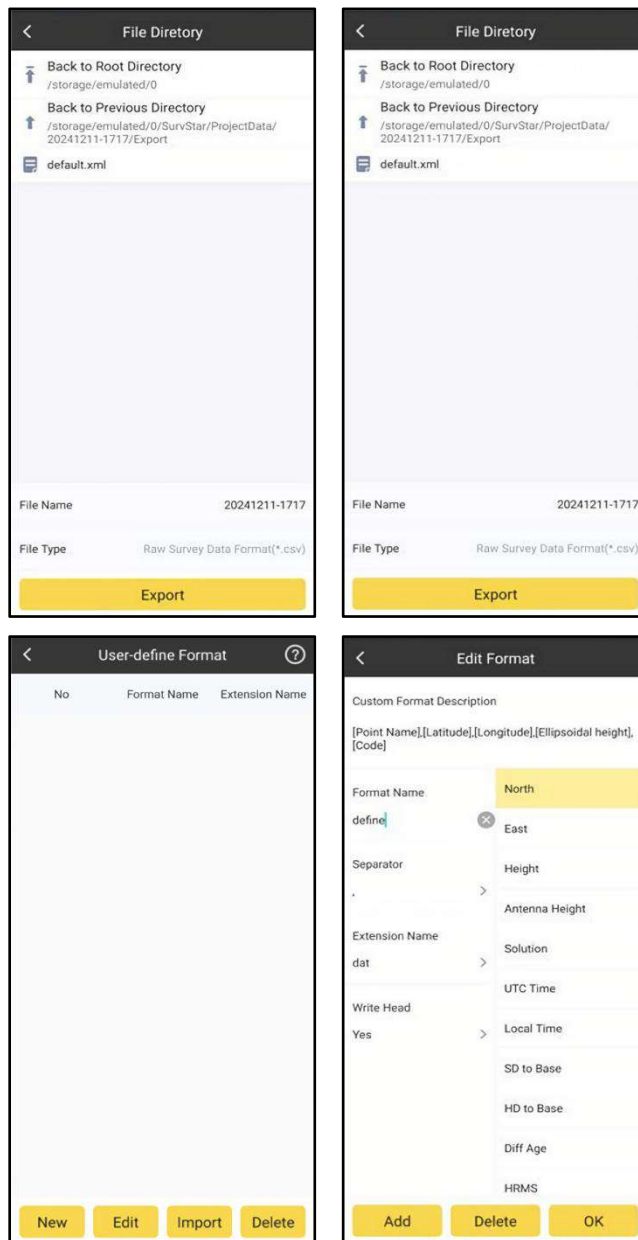 File Diretory
Back to Root Directory
/storage/emulated/0
Back to Previous Directory
/storage/emulated/0/SurvStar/ProjectData/
20241211-1717/Export
default.xml
File Name 20241211-1717
File Type Raw Survey Data Format(*.csv)
Export
File Diretory
Back to Root Directory
/storage/emulated/0
Back to Previous Directory
/storage/emulated/0/SurvStar/ProjectData/
20241211-1717/Export
default.xml
File Name 20241211-1717
File Type Raw Survey Data Format(*.csv)
Export
User-define Format
No Format Name Extension Name
New Edit Import Delete
Edit Format
Custom Format Description
[Point Name],[Latitude],[Longitude],[Ellipsoidal height],
[Code]
Format Name
define
Separator
,
Extension Name
dat
Write Head
Yes
North
East
Height
Antenna Height
Solution
UTC Time
Local Time
SD to Base
HD to Base
Diff Age
HRMS
Add Delete OK